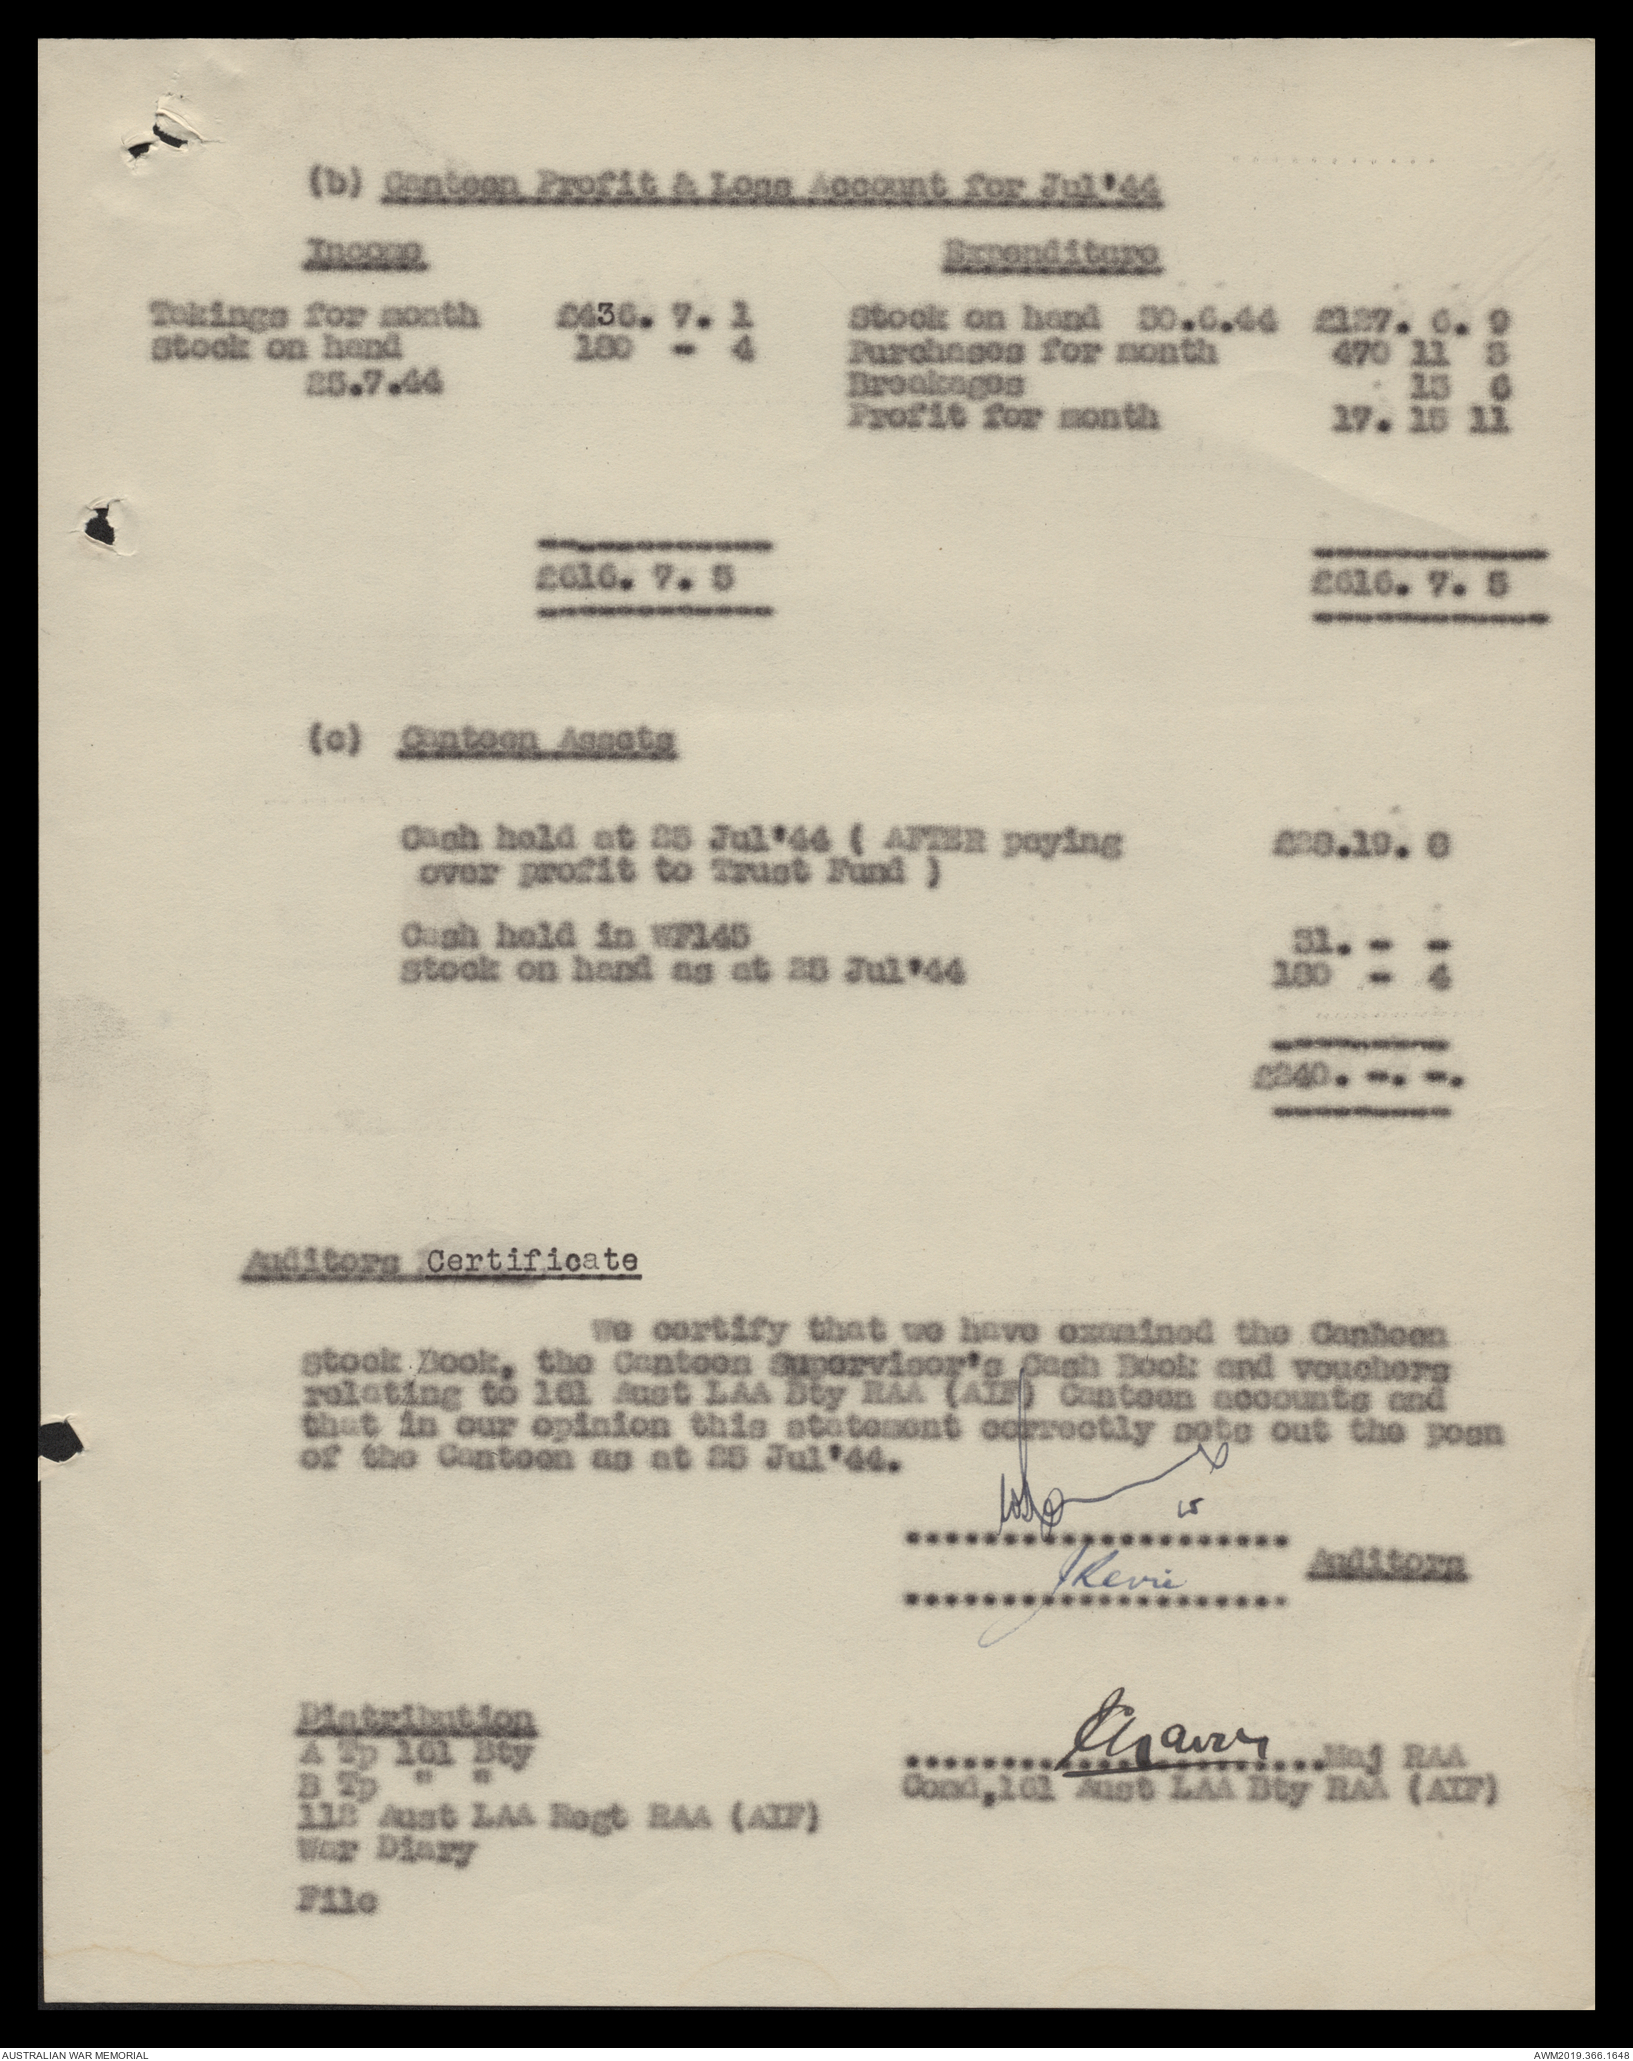 (b) Canteen Profit & Loss Account for Jul'44
Income Expenditure
Takings for month £436. 7. 1 Stock on hand 30.6.44 £127. 6. 9
Stock on hand 180 - 4 Purchases for month 470 11 3
25.7.44 Breakages 13 6
Profit for month 17. 15 11
£616. 7. 5 £616. 7. 5
(c) Canteen Assets
Cash held at 25 Jul'44 ( AFTER paying £28.19. 8
over profit to Trust Fund )
Cash held in WF145 31. - -
Stock on hand as at 25 Jul'44 180 - 4
£240. -. -.
Auditors Certificate
We certify that we have examined the Canheen
Stock Book, the Canteen Supervisor's Cash Book and vouchers
relating to 161 Aust LAA Bty RAA (AIF) Canteen accounts and
that in our opinion this statement correctly sets out the posn
of the Canteen as at 25 Jul'44.
Auditors
Distribution
A Tp 161 Bty Maj RAA
B Tp " " Comd,161 Aust LAA Bty RAA (AIF)
112 Aust LAA Regt RAA (AIF)
War Diary
File
AUSTRALIAN WAR MEMORIAL AWM2019.366.1648